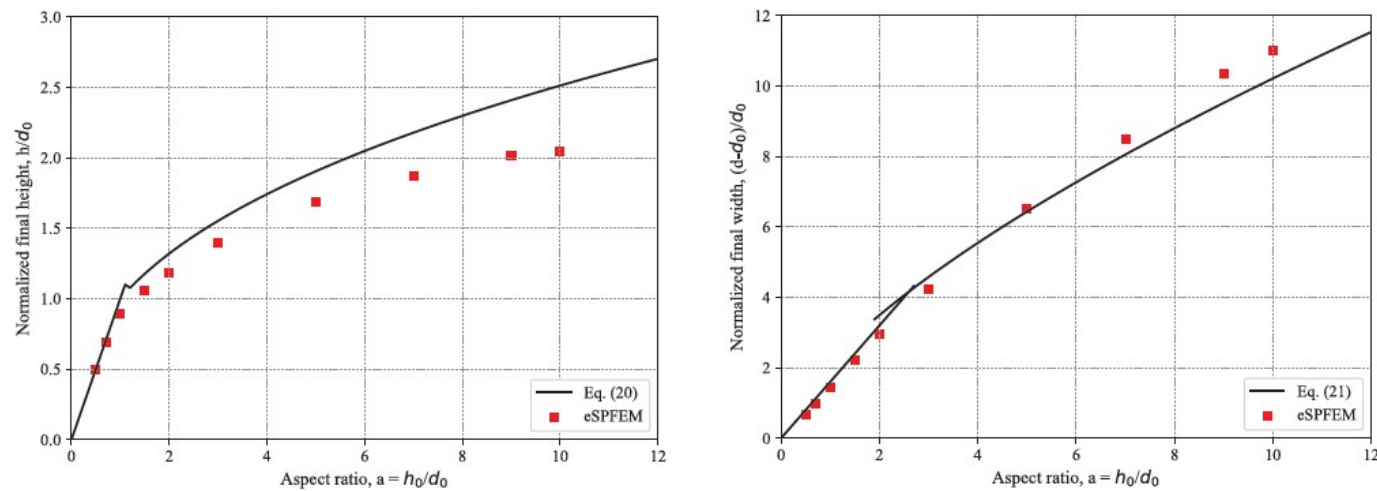 Normalized final height, h/d₀
3.0
2.5
2.0
1.5
1.0
0.5
0.0
0 2 4 6 8 10 12
Aspect ratio, a = h₀/d₀
Eq. (20)
eSPFEM
Normalized final width, (d-d₀)/d₀
12
10
8
6
4
2
0
0 2 4 6 8 10 12
Aspect ratio, a = h₀/d₀
Eq. (21)
eSPFEM